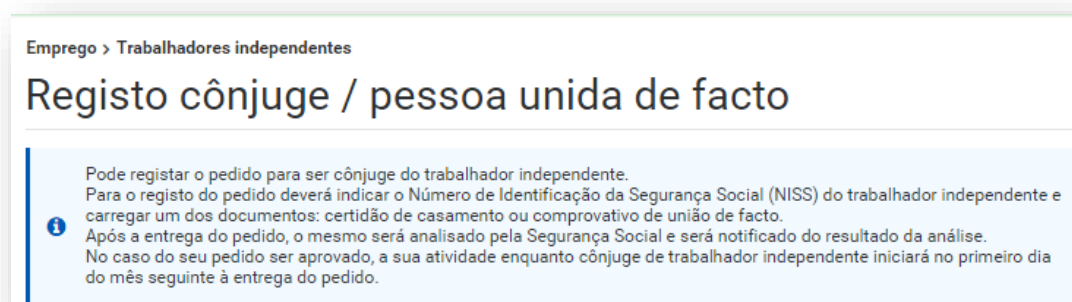 Emprego > Trabalhadores independentes
Registo cônjuge / pessoa unida de facto
Pode registar o pedido para ser cônjuge do trabalhador independente.
Para o registo do pedido deverá indicar o Número de Identificação da Segurança Social (NISS) do trabalhador independente e
carregar um dos documentos: certidão de casamento ou comprovativo de união de facto.
Após a entrega do pedido, o mesmo será analisado pela Segurança Social e será notificado do resultado da análise.
No caso do seu pedido ser aprovado, a sua atividade enquanto cônjuge de trabalhador independente iniciará no primeiro dia
do mês seguinte à entrega do pedido.